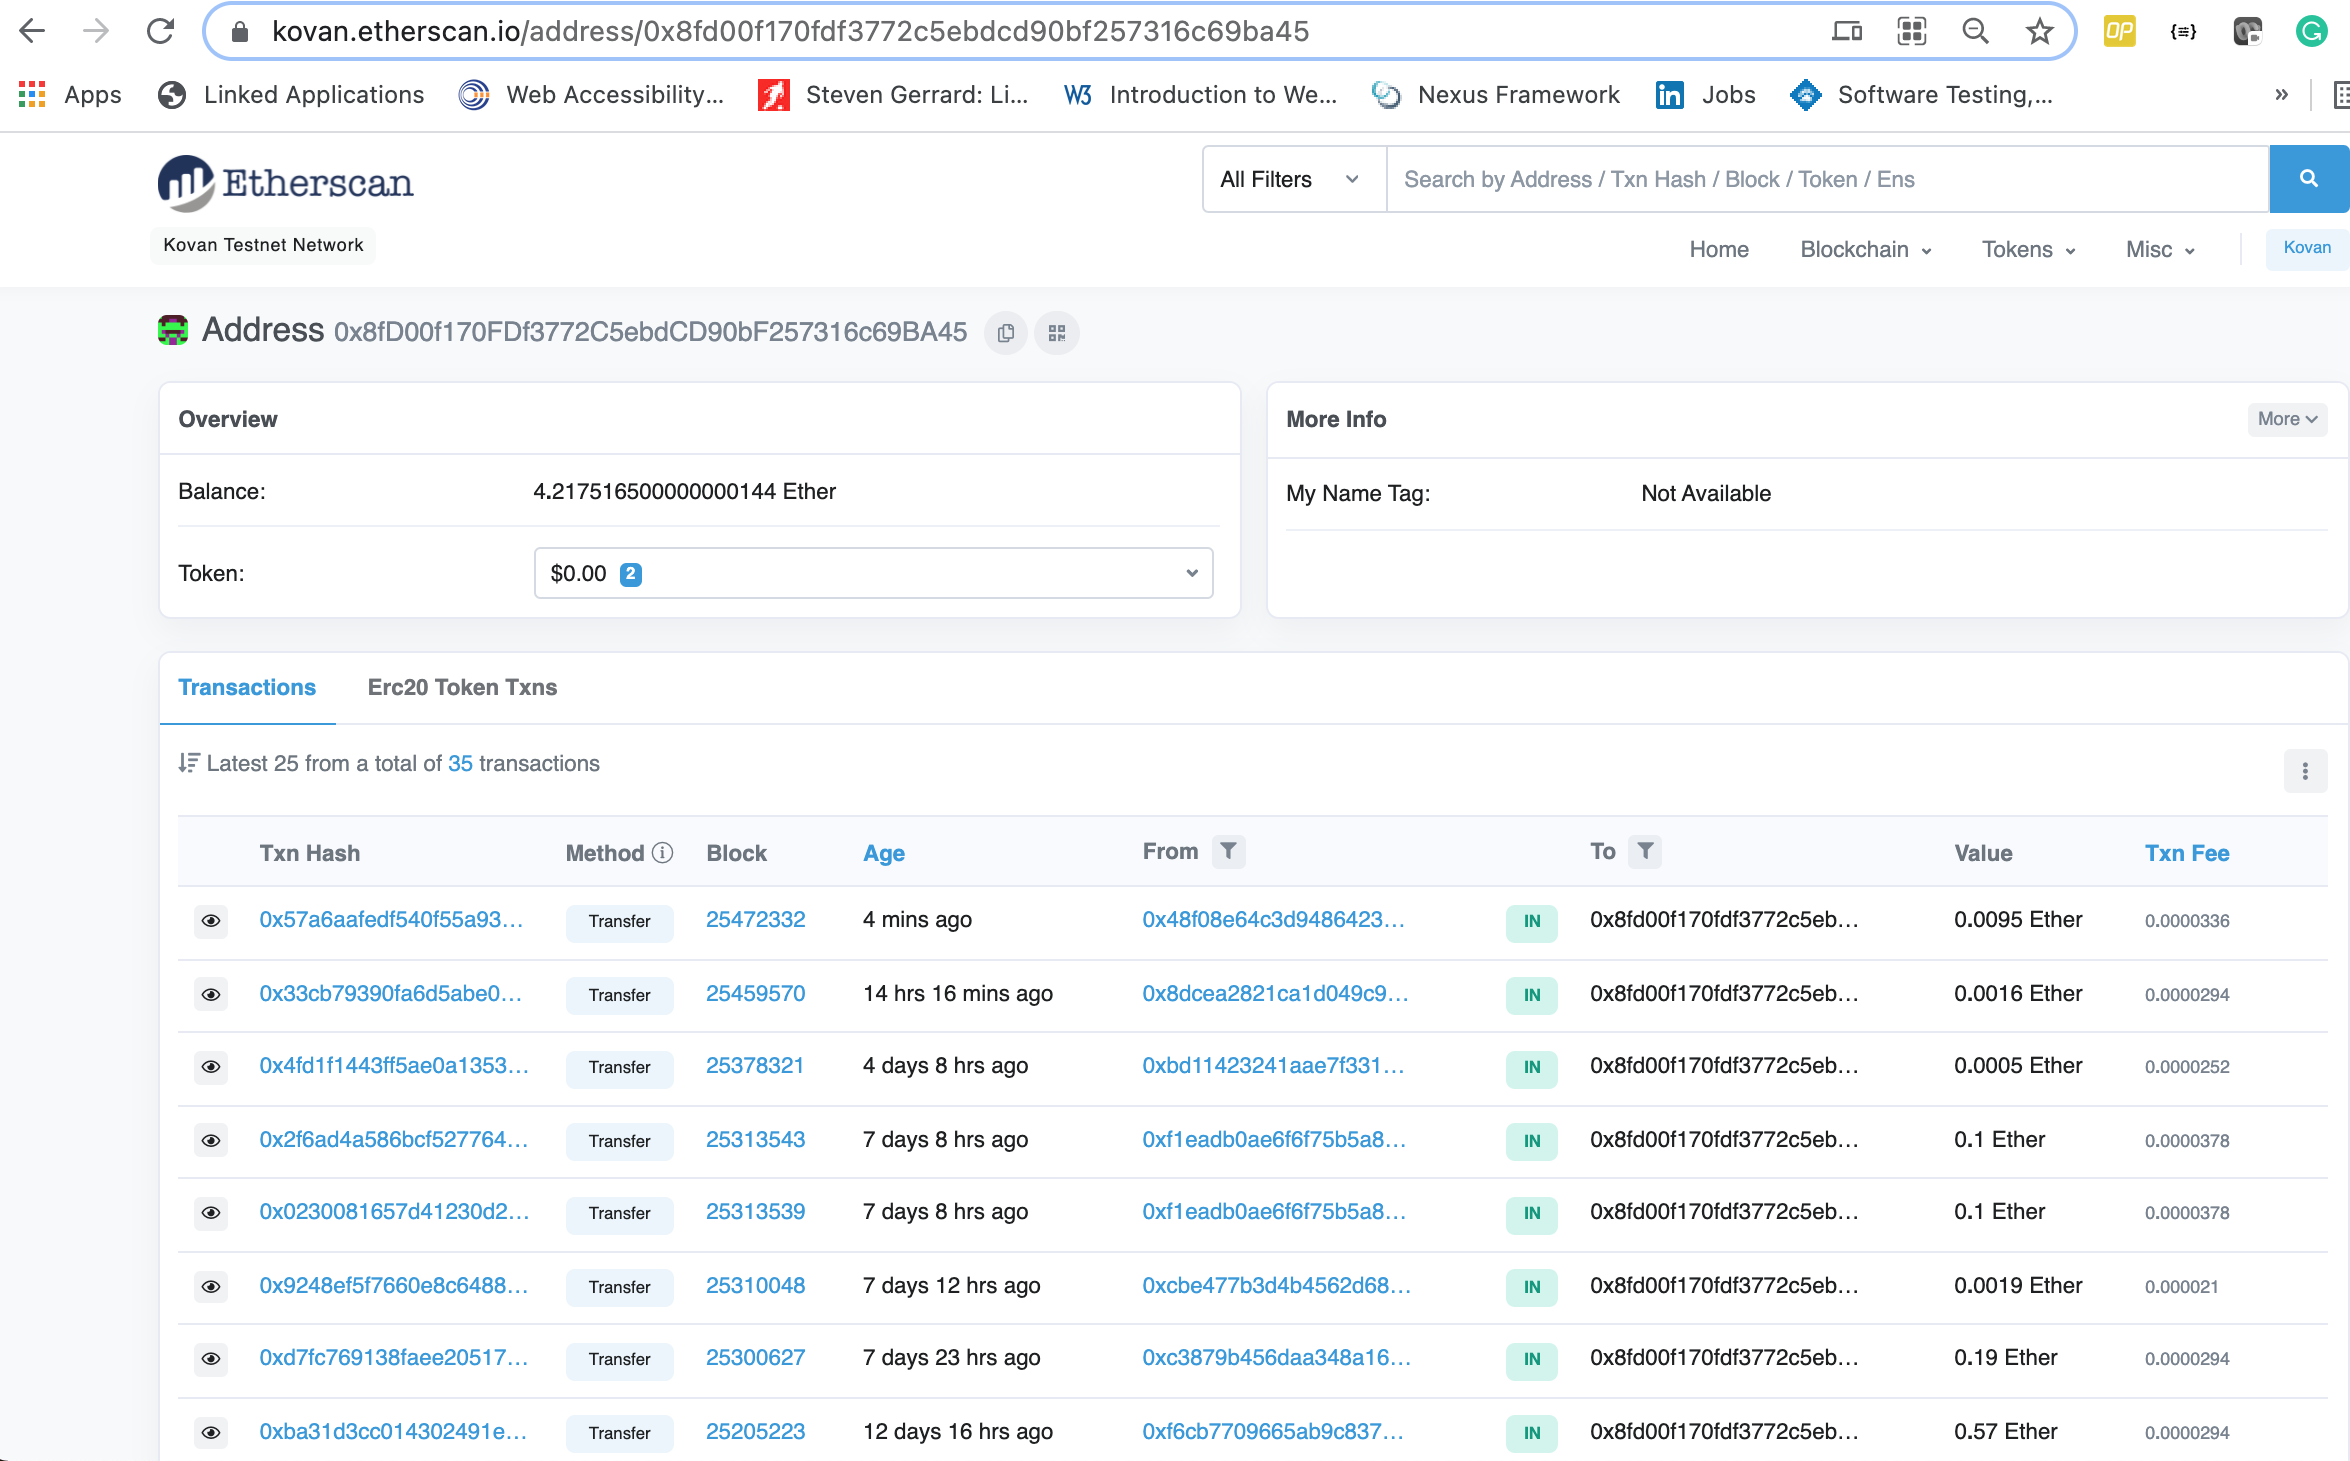 kovan.etherscan.io/address/0x8fd00f170fdf3772c5ebdcd90bf257316c69ba45
OP
G
Apps Linked Applications Web Accessibility... Steven Gerrard: Li... W3 Introduction to We... Nexus Framework in Jobs Software Testing,... »
Etherscan
All Filters Search by Address / Txn Hash / Block / Token / Ens
Kovan Testnet Network
Home Blockchain Tokens Misc Kovan
Address 0x8fD00f170FDf3772C5ebdCD90bF257316c69BA45
Overview
Balance: 4.217516500000000144 Ether
Token: $0.00 2
More Info More
My Name Tag: Not Available
Transactions Erc20 Token Txns
Latest 25 from a total of 35 transactions
Txn Hash Method Block Age From To Value Txn Fee
0x57a6aafedf540f55a93... Transfer 25472332 4 mins ago 0x48f08e64c3d9486423... IN 0x8fd00f170fdf3772c5eb... 0.0095 Ether 0.0000336
0x33cb79390fa6d5abe0... Transfer 25459570 14 hrs 16 mins ago 0x8dcea2821ca1d049c9... IN 0x8fd00f170fdf3772c5eb... 0.0016 Ether 0.0000294
0x4fd1f1443ff5ae0a1353... Transfer 25378321 4 days 8 hrs ago 0xbd11423241aae7f331... IN 0x8fd00f170fdf3772c5eb... 0.0005 Ether 0.0000252
0x2f6ad4a586bcf527764... Transfer 25313543 7 days 8 hrs ago 0xf1eadb0ae6f6f75b5a8... IN 0x8fd00f170fdf3772c5eb... 0.1 Ether 0.0000378
0x0230081657d41230d2... Transfer 25313539 7 days 8 hrs ago 0xf1eadb0ae6f6f75b5a8... IN 0x8fd00f170fdf3772c5eb... 0.1 Ether 0.0000378
0x9248ef5f7660e8c6488... Transfer 25310048 7 days 12 hrs ago 0xcbe477b3d4b4562d68... IN 0x8fd00f170fdf3772c5eb... 0.0019 Ether 0.000021
0xd7fc769138faee20517... Transfer 25300627 7 days 23 hrs ago 0xc3879b456daa348a16... IN 0x8fd00f170fdf3772c5eb... 0.19 Ether 0.0000294
0xba31d3cc014302491e... Transfer 25205223 12 days 16 hrs ago 0xf6cb7709665ab9c837... IN 0x8fd00f170fdf3772c5eb... 0.57 Ether 0.0000294